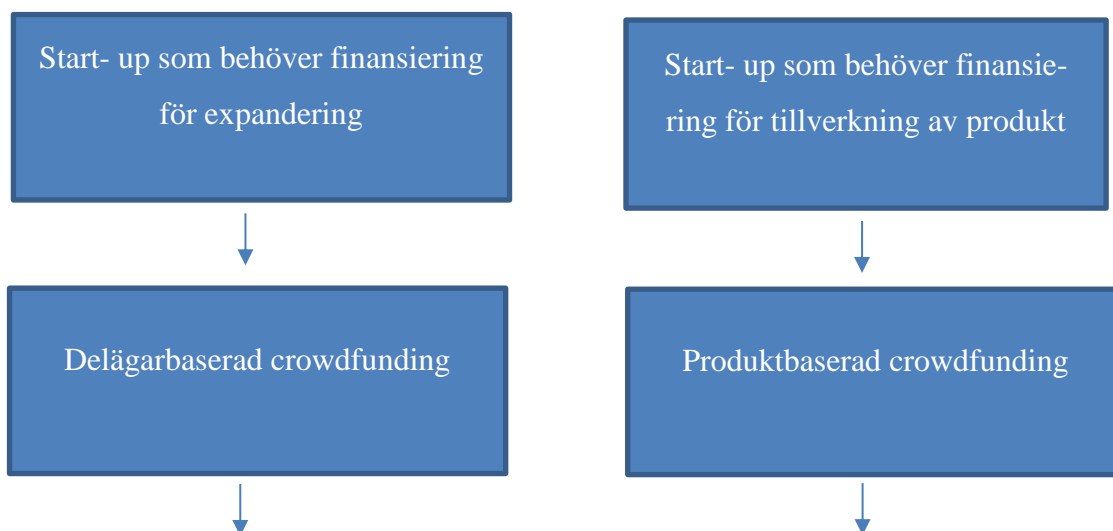 Start- up som behöver finansiering
för expandering
Start- up som behöver finansie-
ring för tillverkning av produkt
Delägarbaserad crowdfunding
Produktbaserad crowdfunding